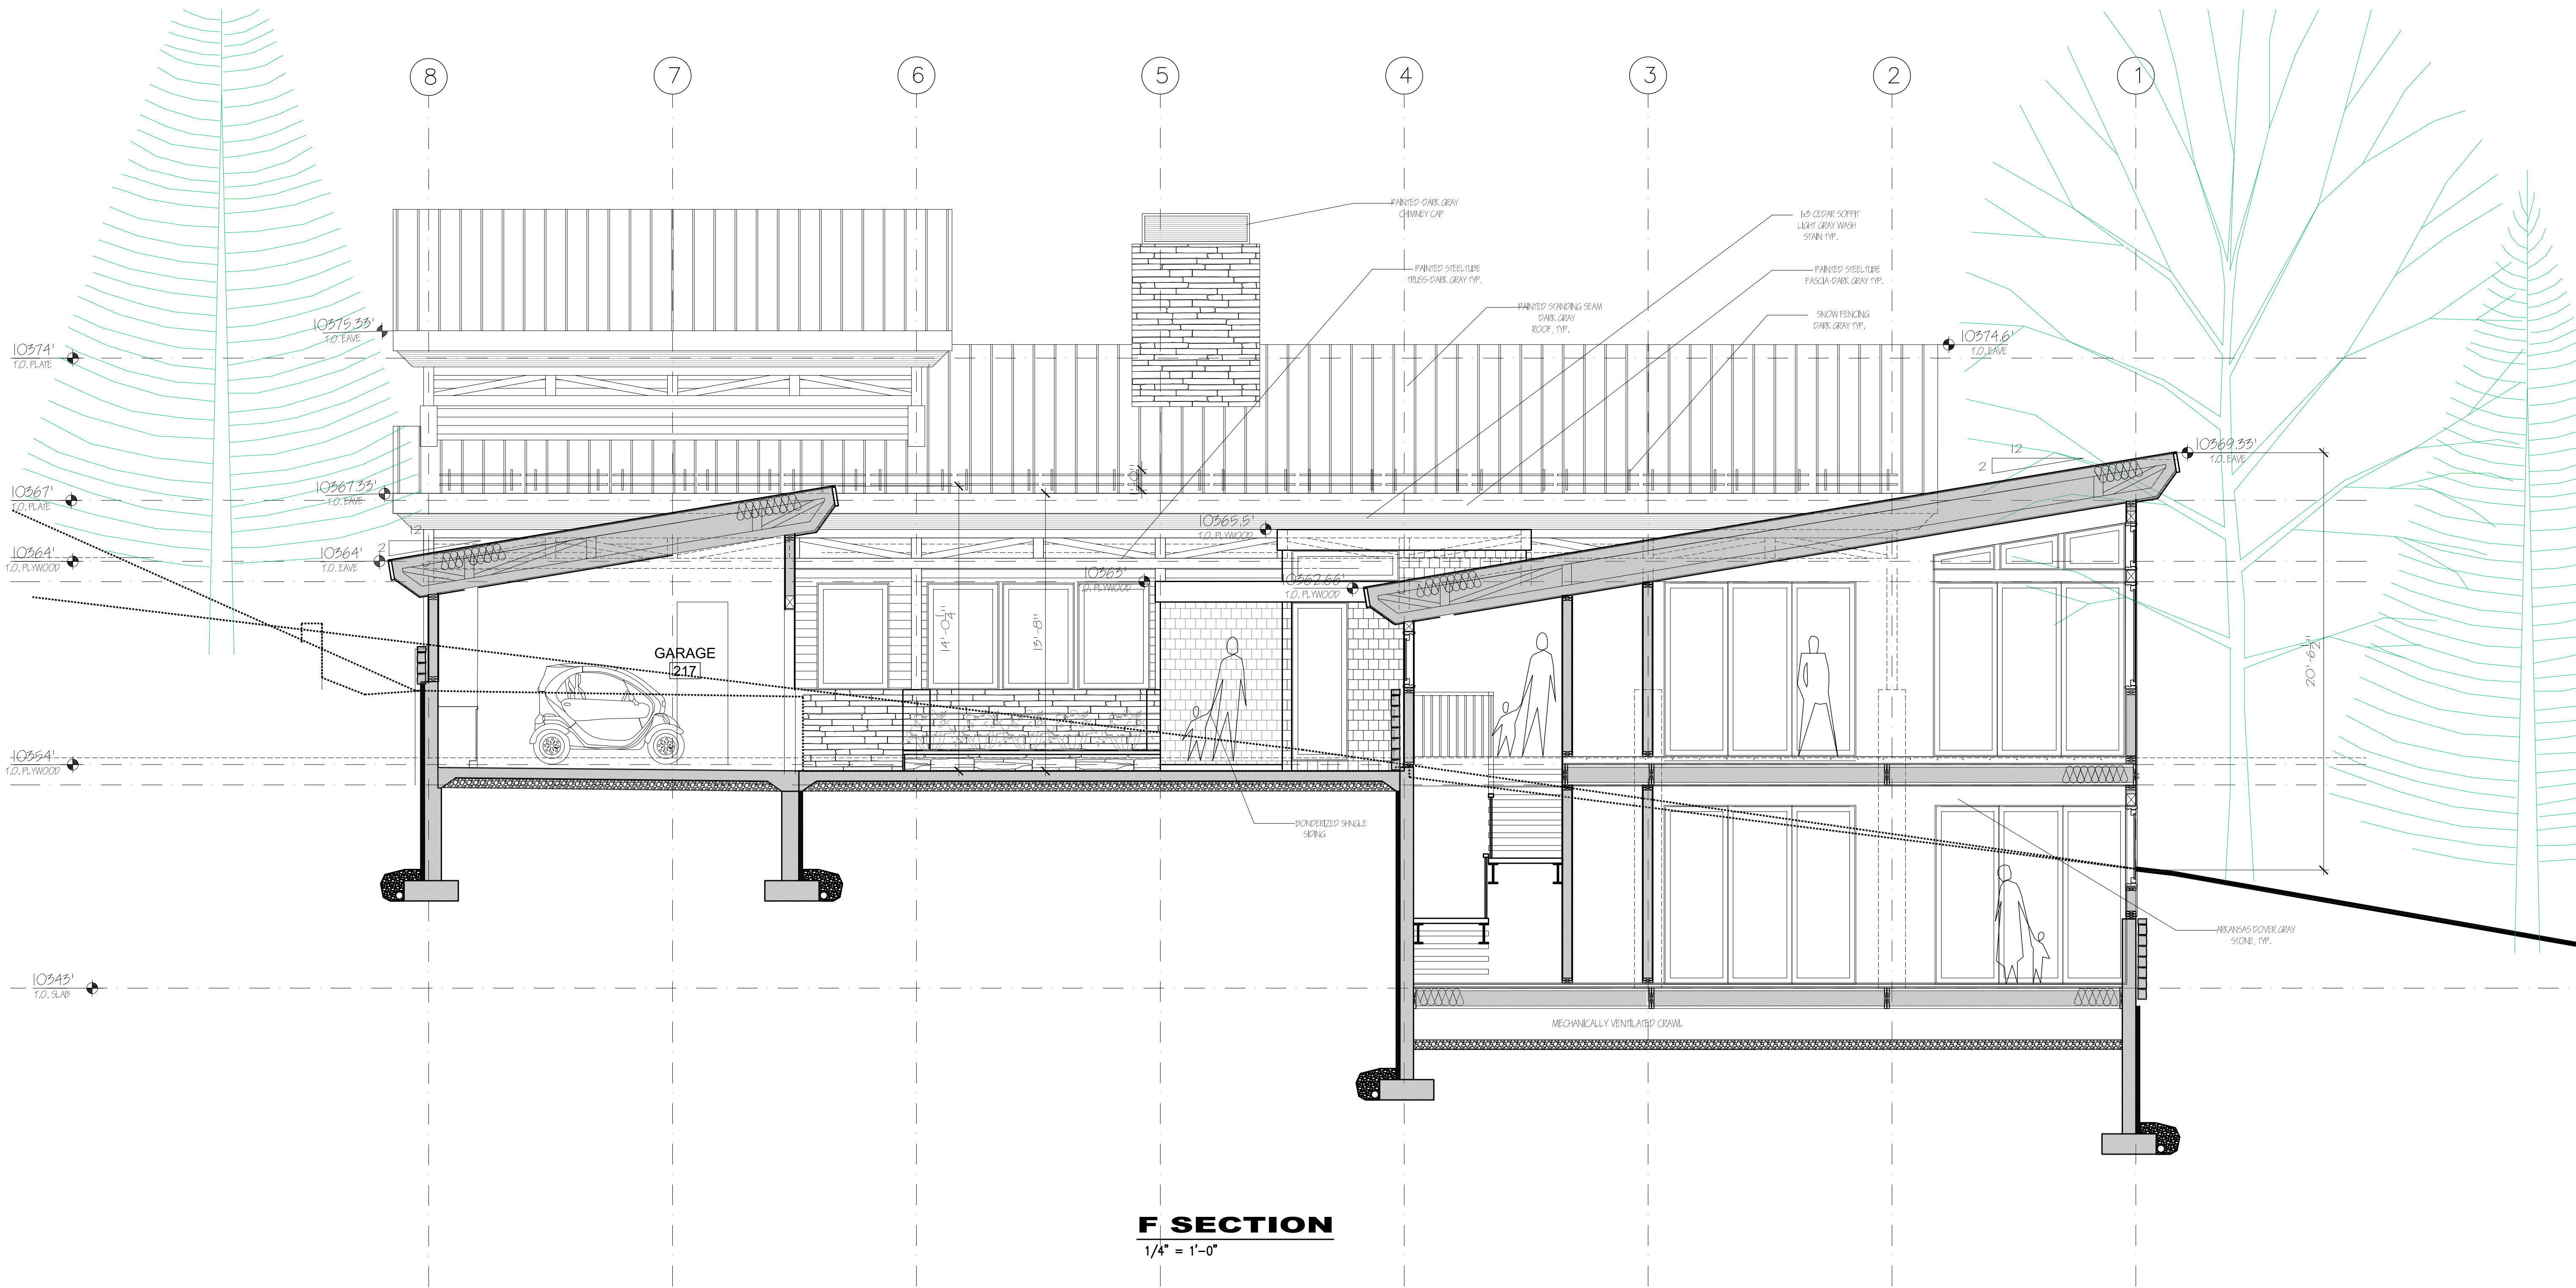 8
7
6
5
4
3
2
1
PAINTED-DARK GRAY
CHIMNEY CAP
1x3 CEDAR SOFFIT
LIGHT GRAY WASH
STAIN TYP.
PAINTED STEEL TUBE
TRUSS-DARK GRAY TYP.
PAINTED STEEL TUBE
FASCIA-DARK GRAY TYP.
PAINTED STANDING SEAM
DARK GRAY
ROOF, TYP.
SNOW FENCING
DARK GRAY TYP.
10375.33'
T.O. EAVE
10374'
T.O. PLATE
10374.6'
T.O. EAVE
10369.33'
T.O. EAVE
12
2
10367'
T.O. PLATE
10367.33'
T.O. EAVE
10365.5'
T.O. PLYWOOD
12
2
10364'
T.O. PLYWOOD
10364'
T.O. EAVE
10363'
T.O. PLYWOOD
10362.66'
T.O. PLYWOOD
14'-0 1/4"
13'-8"
20'-6 1/2"
GARAGE
217
10354'
T.O. PLYWOOD
BONDERIZED SHINGLE
SIDING
ARKANSAS DOVER GRAY
STONE, TYP.
10343'
T.O. SLAB
MECHANICALLY VENTILATED CRAWL
F SECTION
1/4" = 1'-0"